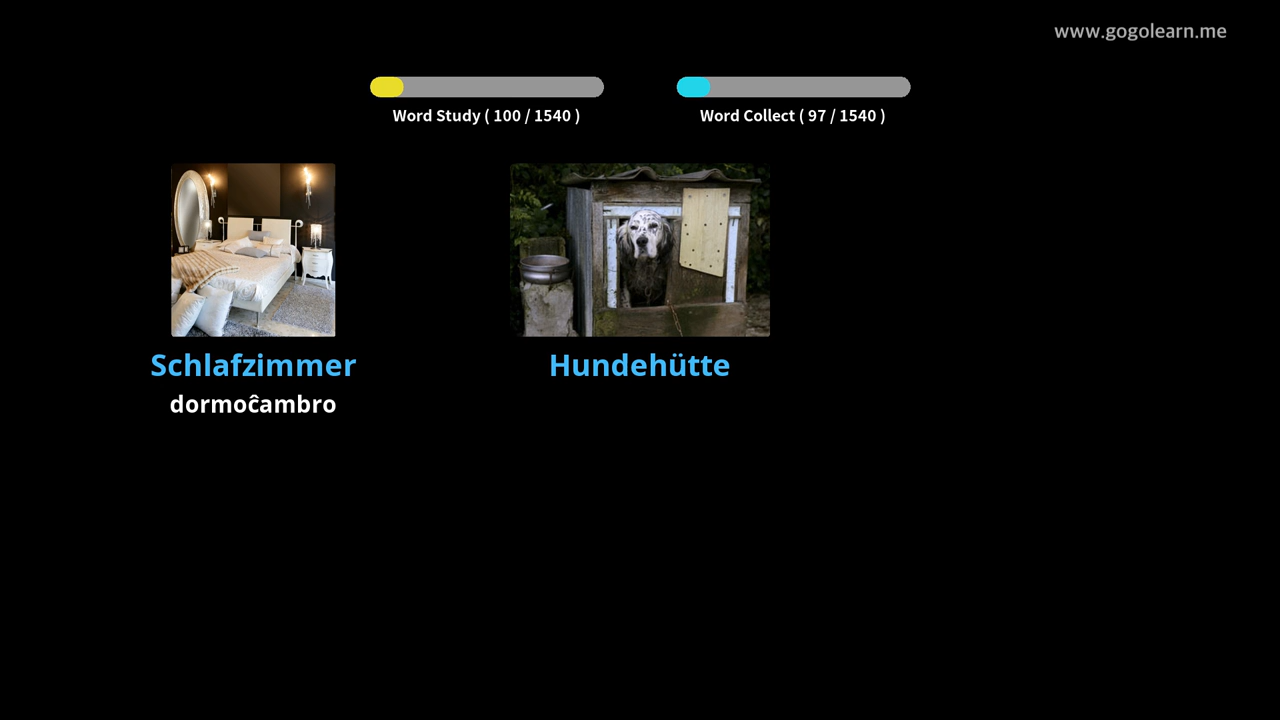 www.gogolearn.me
Word Study ( 100 / 1540 )
Word Collect ( 97 / 1540 )
Schlafzimmer
dormoĉambro
Hundehütte